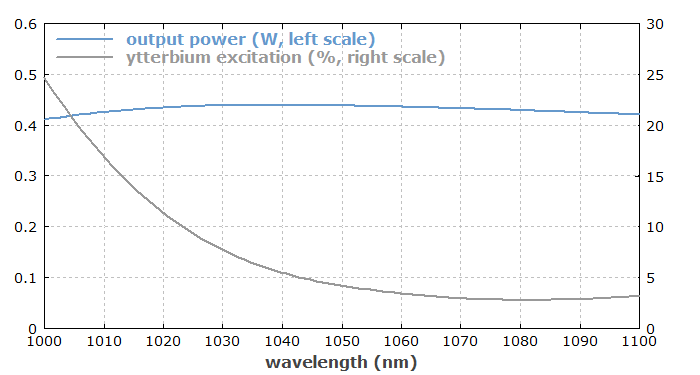 output power (W, left scale)
ytterbium excitation (%, right scale)
0.6 30
0.5 25
0.4 20
0.3 15
0.2 10
0.1 5
0 0
1000 1010 1020 1030 1040 1050 1060 1070 1080 1090 1100
wavelength (nm)